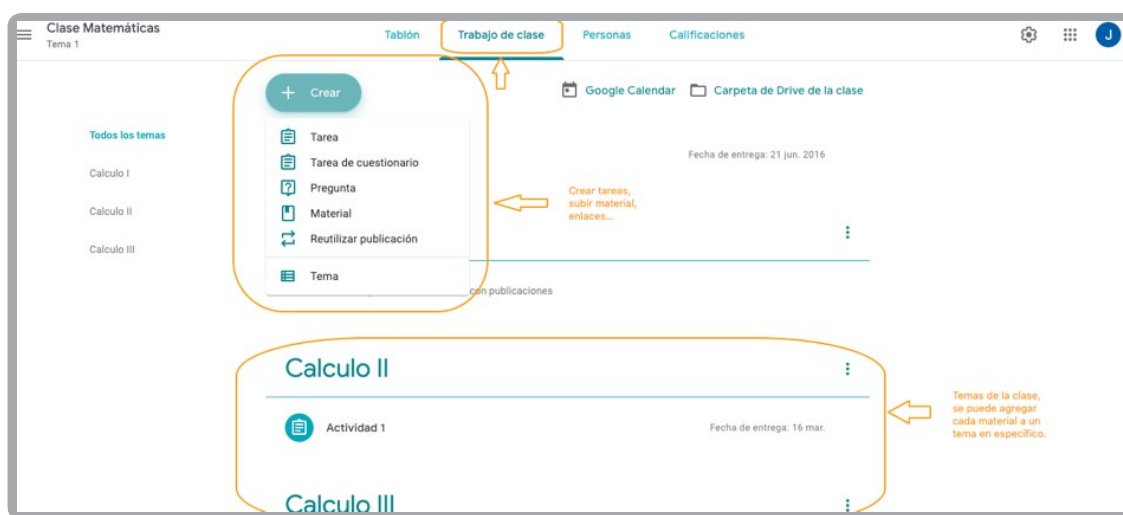 Clase Matemáticas
Tema 1
Tablón
Trabajo de clase
Personas
Calificaciones
J
Crear
Google Calendar
Carpeta de Drive de la clase
Todos los temas
Calculo I
Calculo II
Calculo III
Tarea
Tarea de cuestionario
Pregunta
Material
Reutilizar publicación
Tema
Fecha de entrega: 21 jun. 2016
Crear tareas,
subir material,
enlaces...
con publicaciones
Calculo II
Actividad 1
Fecha de entrega: 16 mar.
Temas de la clase,
se puede agregar
cada material a un
tema en específico.
Calculo III